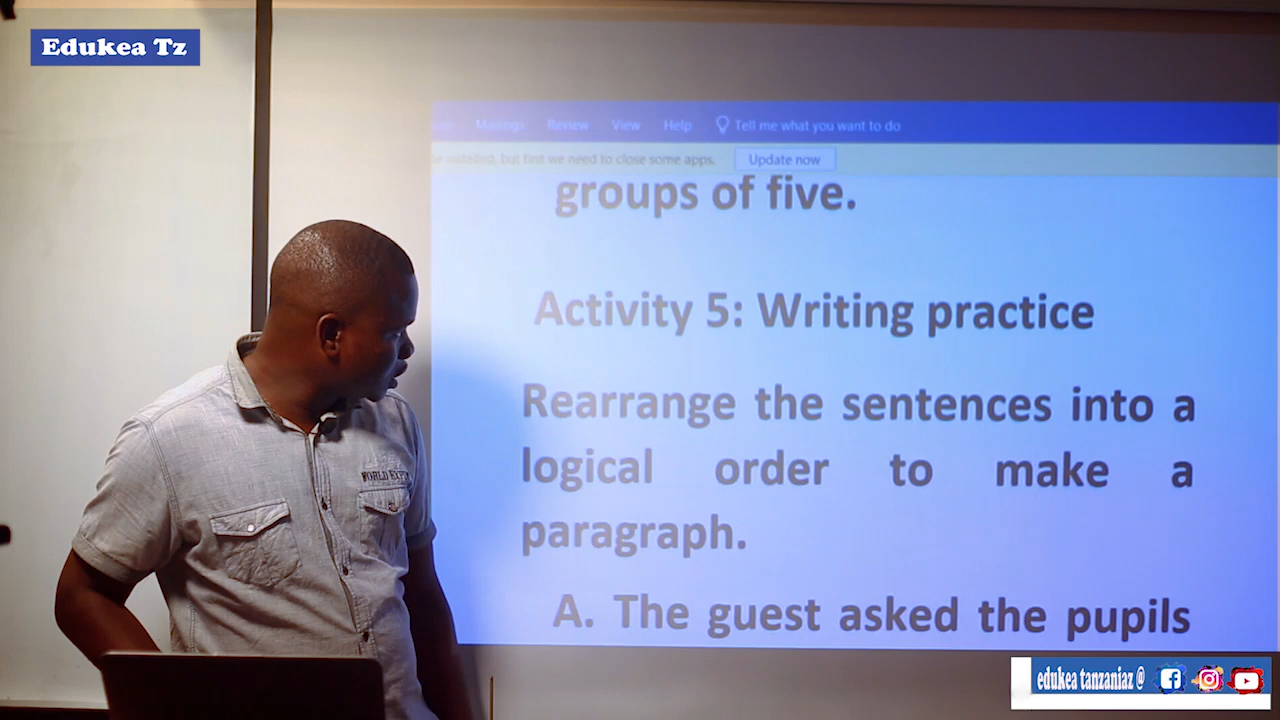 Edukea Tz
Mailings Review View Help Tell me what you want to do
installed, but first we need to close some apps. Update now
groups of five.
Activity 5: Writing practice
Rearrange the sentences into a
logical order to make a
paragraph.
A. The guest asked the pupils
WORLD
edukea tanzaniaz @